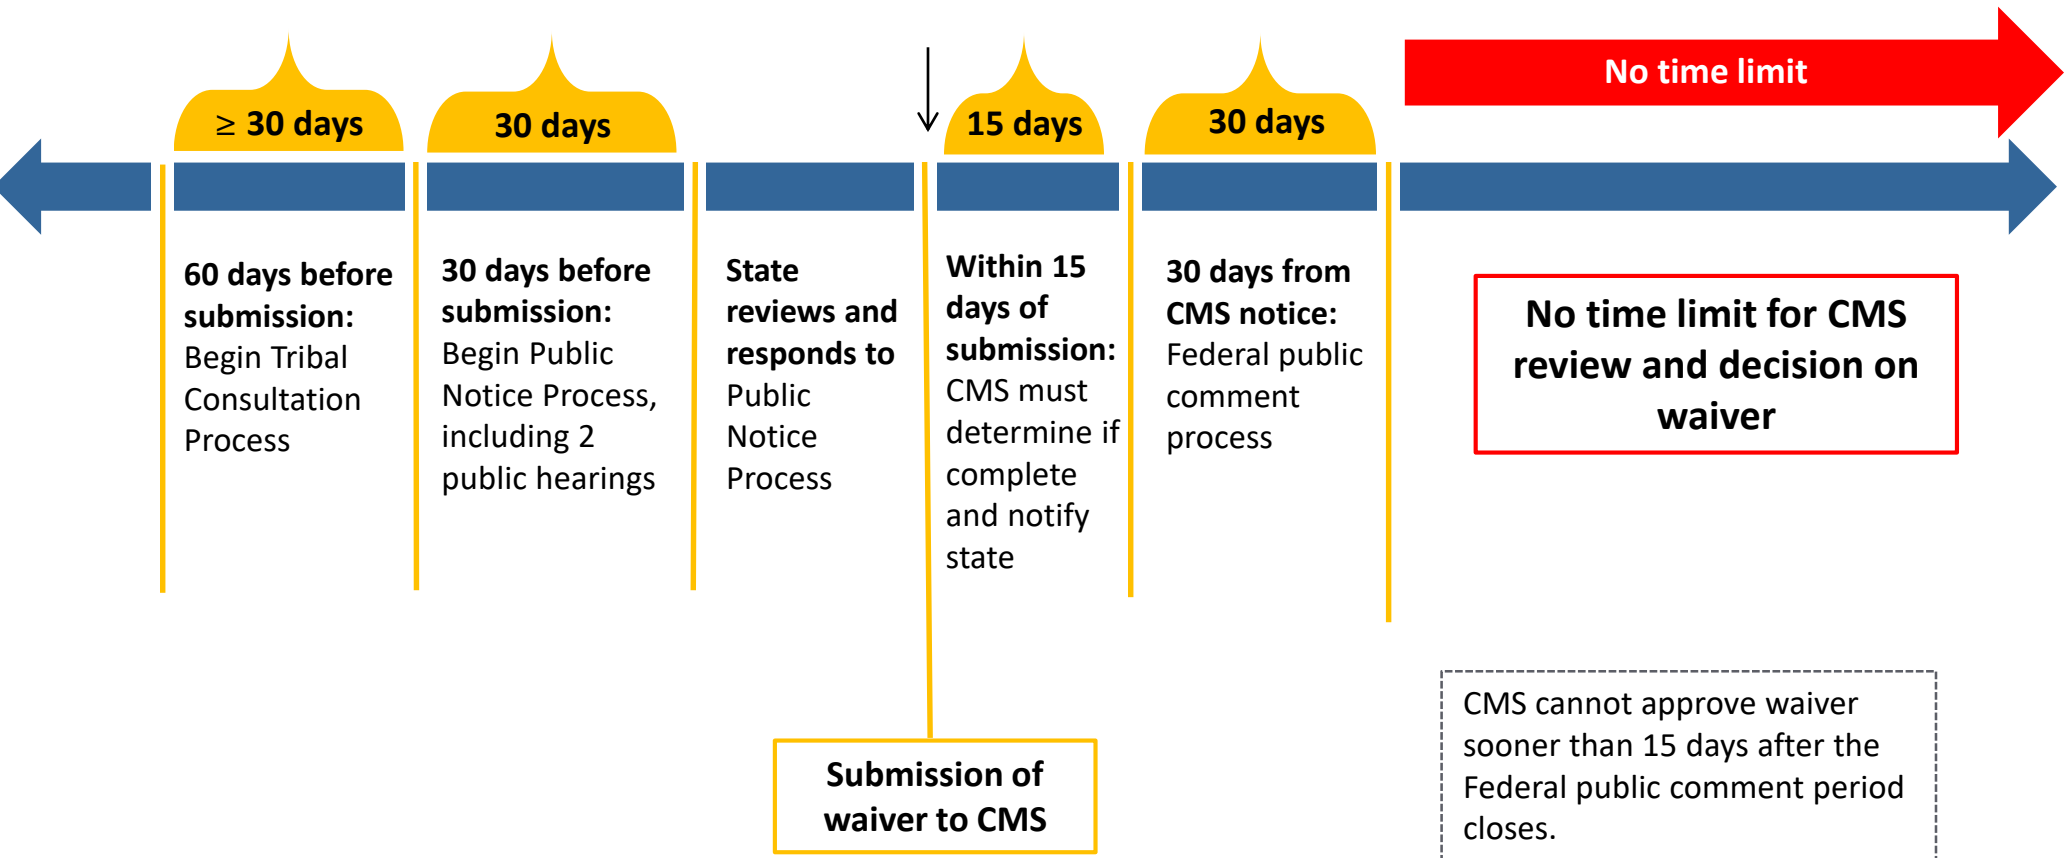 ≥ 30 days
30 days
15 days
30 days
No time limit
60 days before
submission:
Begin Tribal
Consultation
Process
30 days before
submission:
Begin Public
Notice Process,
including 2
public hearings
State
reviews and
responds to
Public
Notice
Process
Within 15
days of
submission:
CMS must
determine if
complete
and notify
state
30 days from
CMS notice:
Federal public
comment
process
No time limit for CMS
review and decision on
waiver
Submission of
waiver to CMS
CMS cannot approve waiver
sooner than 15 days after the
Federal public comment period
closes.